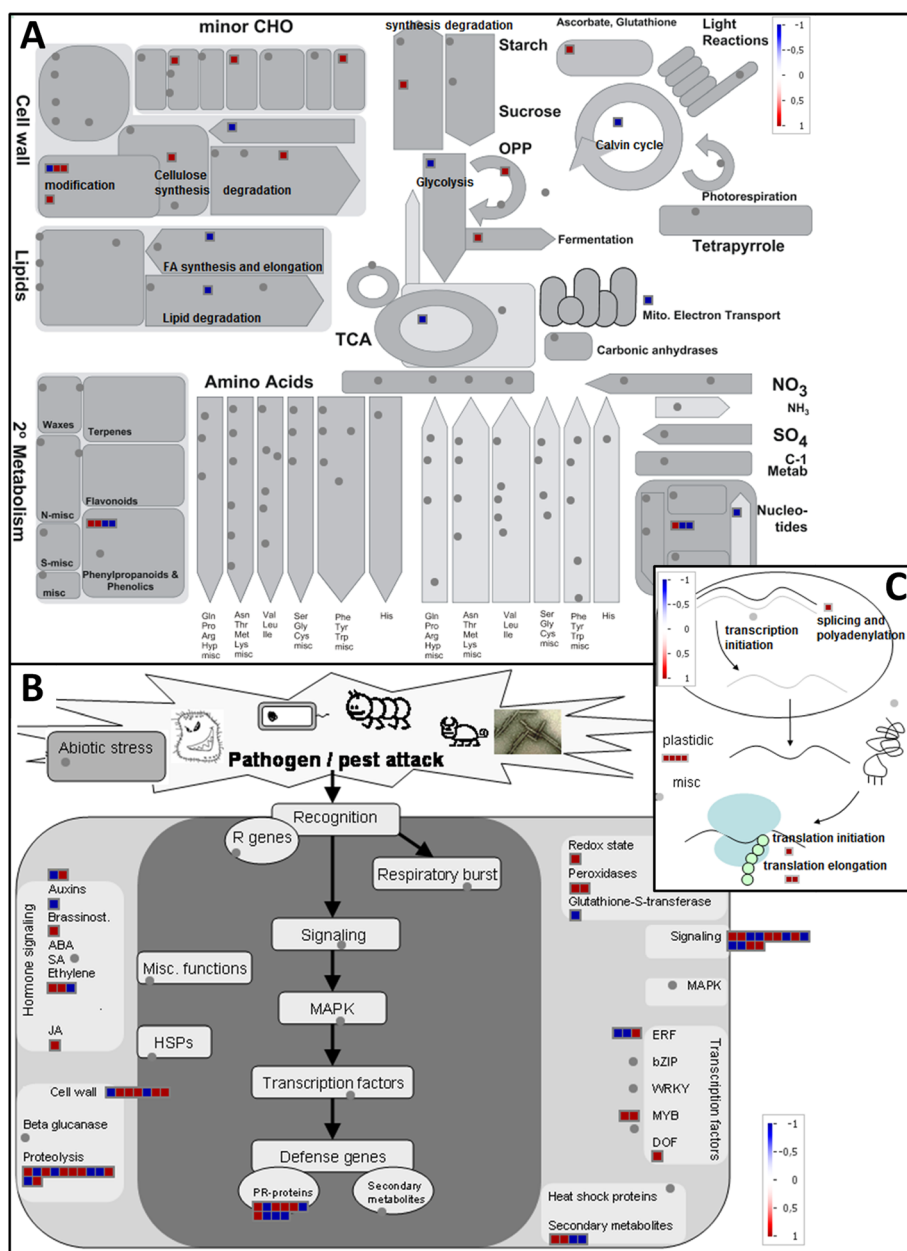 A
minor CHO
synthesis degradation
Starch
Sucrose
Ascorbate, Glutathione
Light
Reactions
-1
-0,5
0
0,5
1
Cell wall
modification
Cellulose
synthesis
degradation
OPP
Glycolysis
Calvin cycle
Photorespiration
Fermentation
Tetrapyrrole
Lipids
FA synthesis and elongation
Lipid degradation
TCA
Mito. Electron Transport
Carbonic anhydrases
2º Metabolism
Amino Acids
NO3
NH3
SO4
C-1
Metab
Nucleo-
tides
Waxes
Terpenes
N-misc
Flavonoids
S-misc
misc
Phenylpropanoids &
Phenolics
Gln
Pro
Arg
Hyp
misc
Asn
Thr
Met
Lys
misc
Val
Leu
Ile
Ser
Gly
Cys
misc
Phe
Tyr
Trp
misc
His
Gln
Pro
Arg
Hyp
misc
Asn
Thr
Met
Lys
misc
Val
Leu
Ile
Ser
Gly
Cys
misc
Phe
Tyr
Trp
misc
His
C
-1
-0,5
0
0,5
1
splicing and
polyadenylation
transcription
initiation
plastidic
misc
translation initiation
translation elongation
B
Abiotic stress
Pathogen / pest attack
Recognition
R genes
Respiratory burst
Signaling
Misc. functions
MAPK
HSPs
Transcription factors
Defense genes
PR-proteins
Secondary
metabolites
Hormone signaling
Auxins
Brassinost.
ABA
SA
Ethylene
JA
Cell wall
Beta glucanase
Proteolysis
Redox state
Peroxidases
Glutathione-S-transferase
Signaling
MAPK
ERF
bZIP
WRKY
MYB
DOF
Transcription factors
Heat shock proteins
Secondary metabolites
-1
-0,5
0
0,5
1